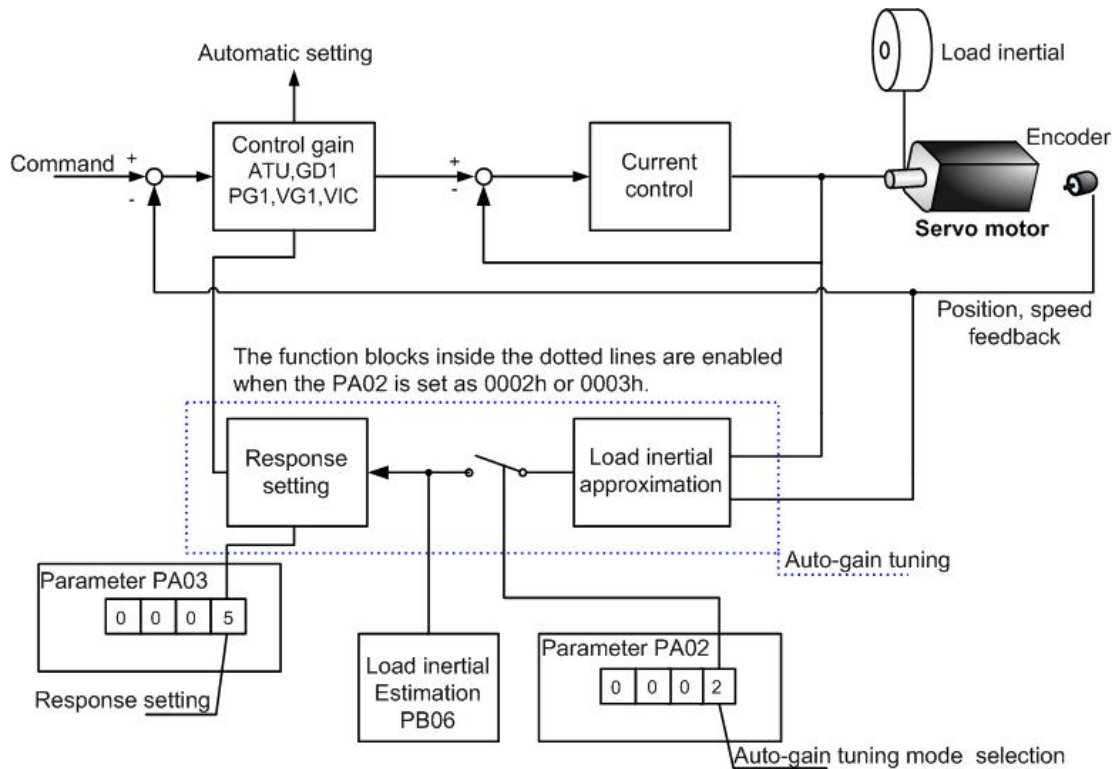 Automatic setting
Load inertial
Command
+
-
Control gain
ATU,GD1
PG1,VG1,VIC
+
-
Current
control
Encoder
Servo motor
Position, speed
feedback
The function blocks inside the dotted lines are enabled
when the PA02 is set as 0002h or 0003h.
Response
setting
Load inertial
approximation
Auto-gain tuning
Parameter PA03
0 0 0 5
Response setting
Load inertial
Estimation
PB06
Parameter PA02
0 0 0 2
Auto-gain tuning mode selection